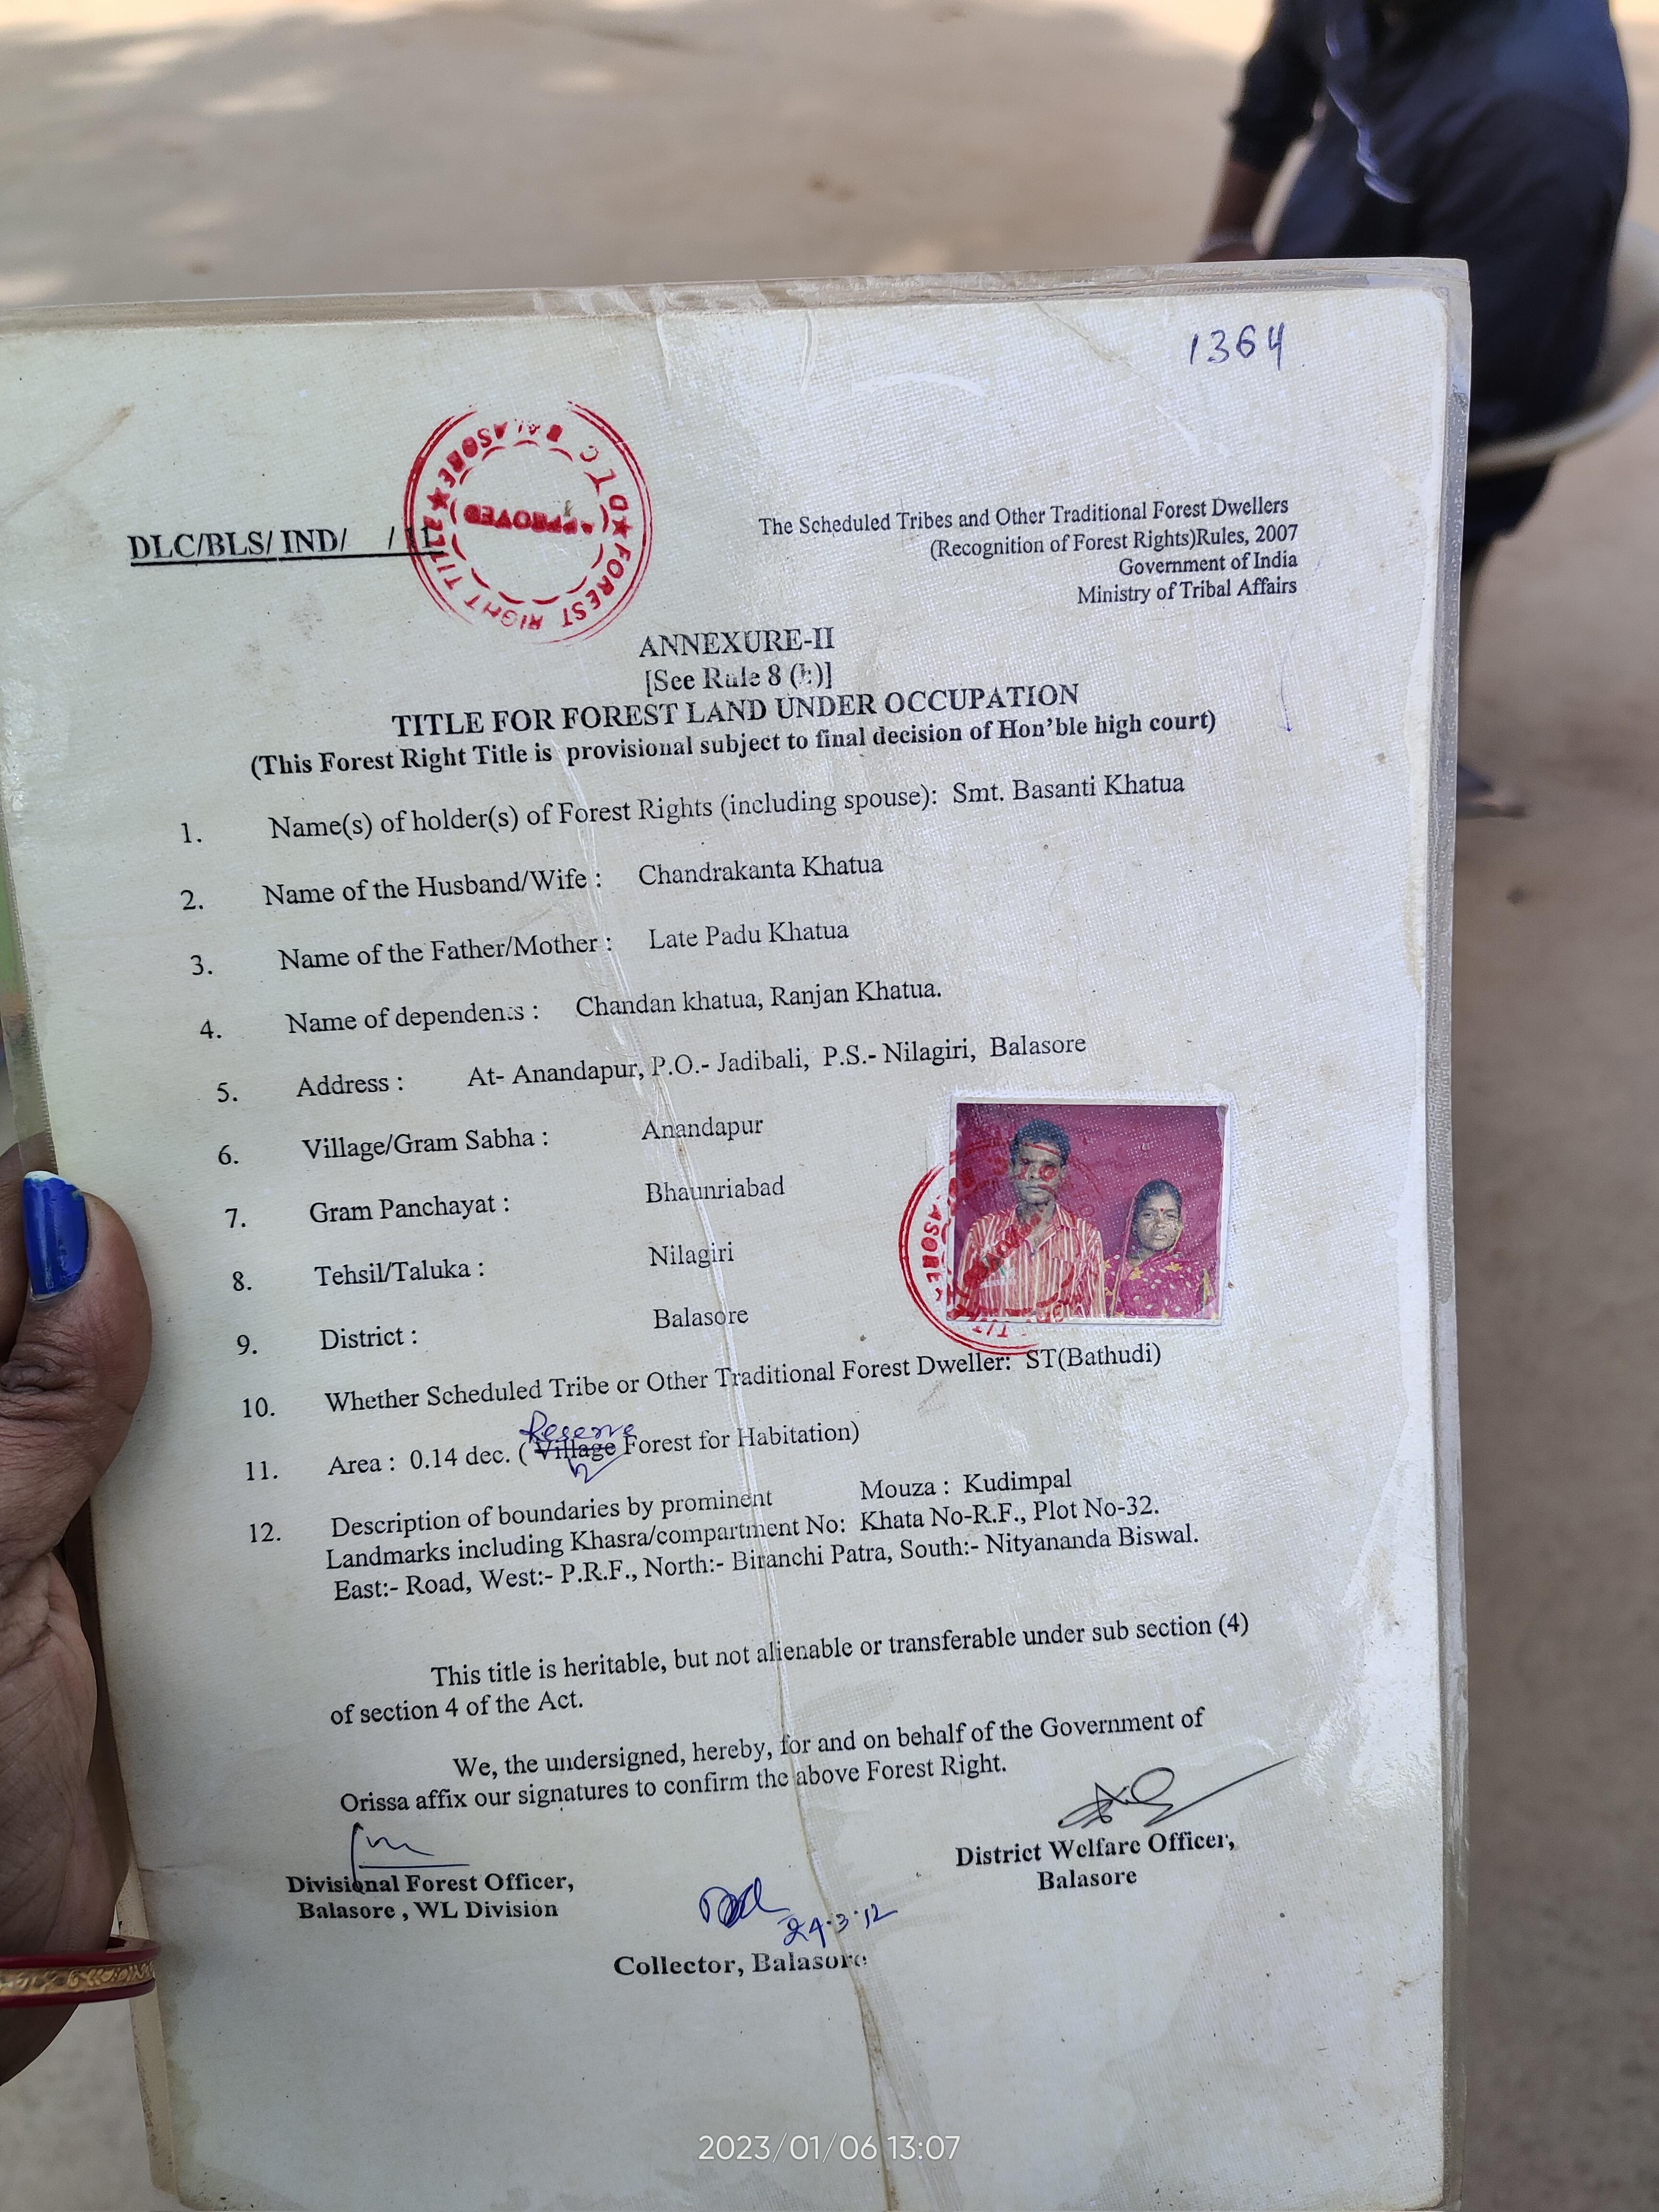 1364
DLC/BLS/ IND/ / 11
FOREST RIGHT TITLE ★ DLC BALASORE ★
APPROVED
The Scheduled Tribes and Other Traditional Forest Dwellers
(Recognition of Forest Rights)Rules, 2007
Government of India
Ministry of Tribal Affairs
ANNEXURE-II
[See Rule 8 (h)]
TITLE FOR FOREST LAND UNDER OCCUPATION
(This Forest Right Title is provisional subject to final decision of Hon'ble high court)
1. Name(s) of holder(s) of Forest Rights (including spouse): Smt. Basanti Khatua
2. Name of the Husband/Wife : Chandrakanta Khatua
3. Name of the Father/Mother : Late Padu Khatua
4. Name of dependents : Chandan khatua, Ranjan Khatua.
5. Address : At- Anandapur, P.O.- Jadibali, P.S.- Nilagiri, Balasore
6. Village/Gram Sabha : Anandapur
7. Gram Panchayat : Bhaunriabad
8. Tehsil/Taluka : Nilagiri
9. District : Balasore
10. Whether Scheduled Tribe or Other Traditional Forest Dweller: ST(Bathudi)
Reserve
11. Area : 0.14 dec. ( Village Forest for Habitation)
12. Description of boundaries by prominent Mouza : Kudimpal
Landmarks including Khasra/compartment No: Khata No-R.F., Plot No-32.
East:- Road, West:- P.R.F., North:- Biranchi Patra, South:- Nityananda Biswal.
This title is heritable, but not alienable or transferable under sub section (4)
of section 4 of the Act.
We, the undersigned, hereby, for and on behalf of the Government of
Orissa affix our signatures to confirm the above Forest Right.
Divisional Forest Officer,
Balasore , WL Division
District Welfare Officer,
Balasore
24.3.12
Collector, Balasore
2023/01/06 13:07